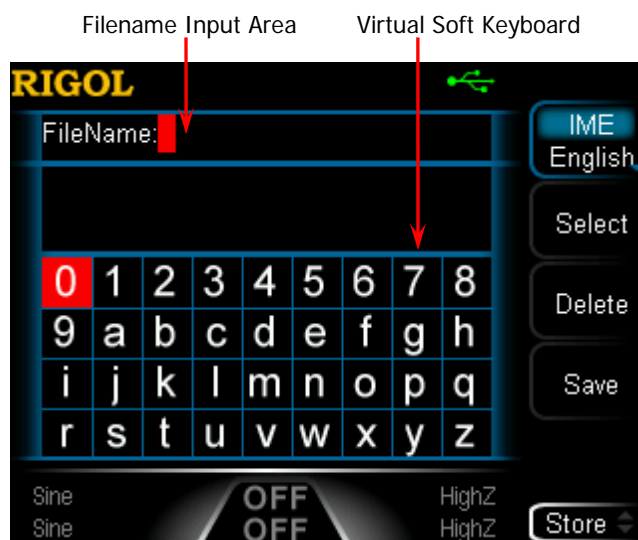 Filename Input Area Virtual Soft Keyboard
RIGOL
FileName:
IME
English
Select
Delete
Save
0 1 2 3 4 5 6 7 8
9 a b c d e f g h
i j k l m n o p q
r s t u v w x y z
Sine OFF HighZ
Sine OFF HighZ
Store